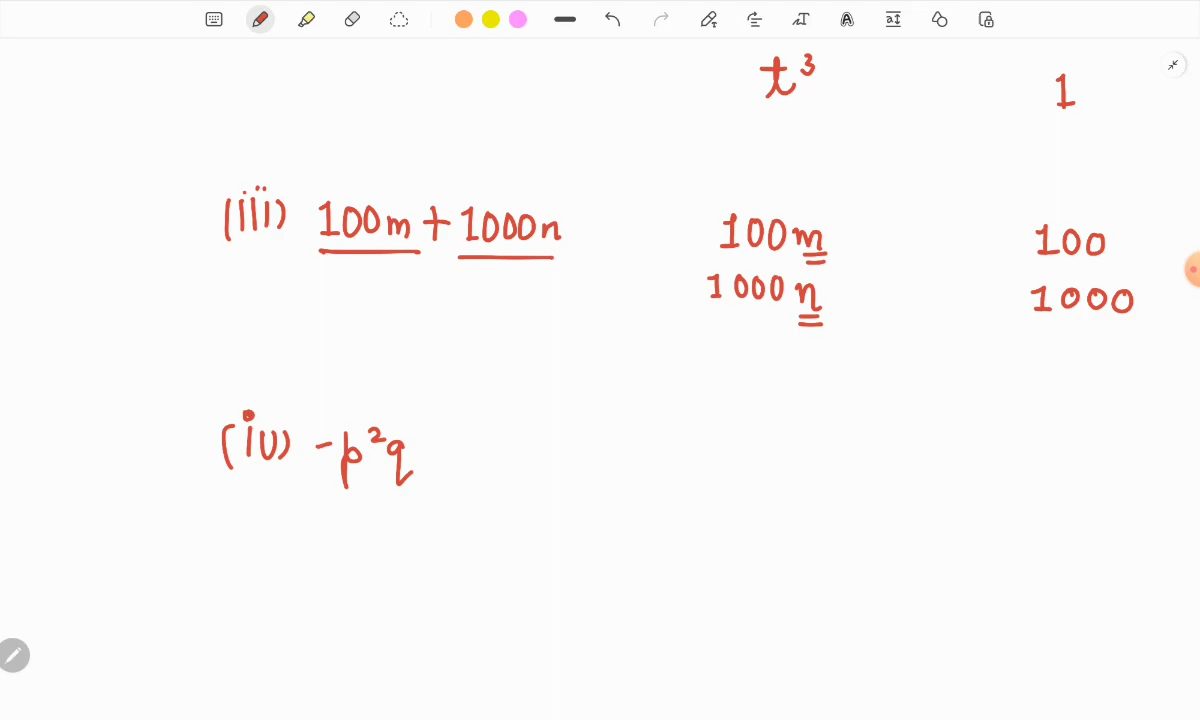 t³ 1
(iii) 100m + 1000n 100m 100
1000n 1000
(iv) -p²q